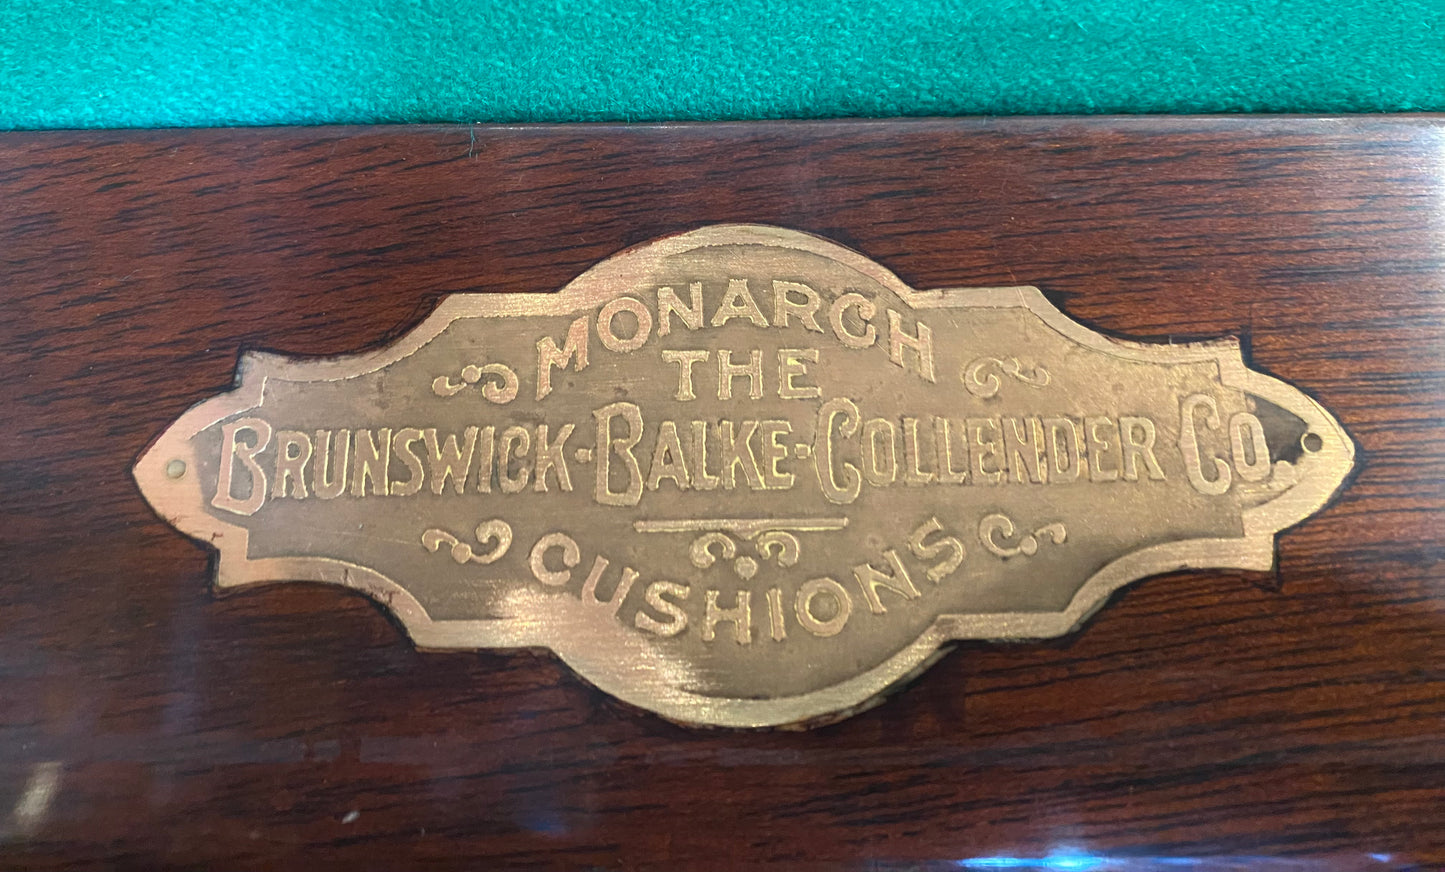 MONARCH
THE
BRUNSWICK-BALKE-COLLENDER CO.
CUSHIONS